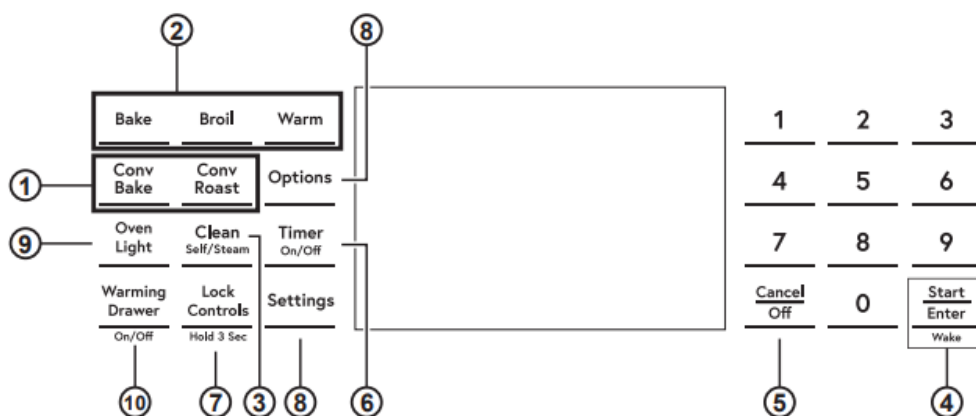 2
8
Bake Broil Warm
1 2 3
1
Conv Bake
Conv Roast
Options
4 5 6
9
Oven Light
Clean
Self/Steam
Timer
On/Off
7 8 9
Warming Drawer
On/Off
Lock Controls
Hold 3 Sec
Settings
Cancel
Off
0
Start
Enter
Wake
10 7 3 8 6 5 4